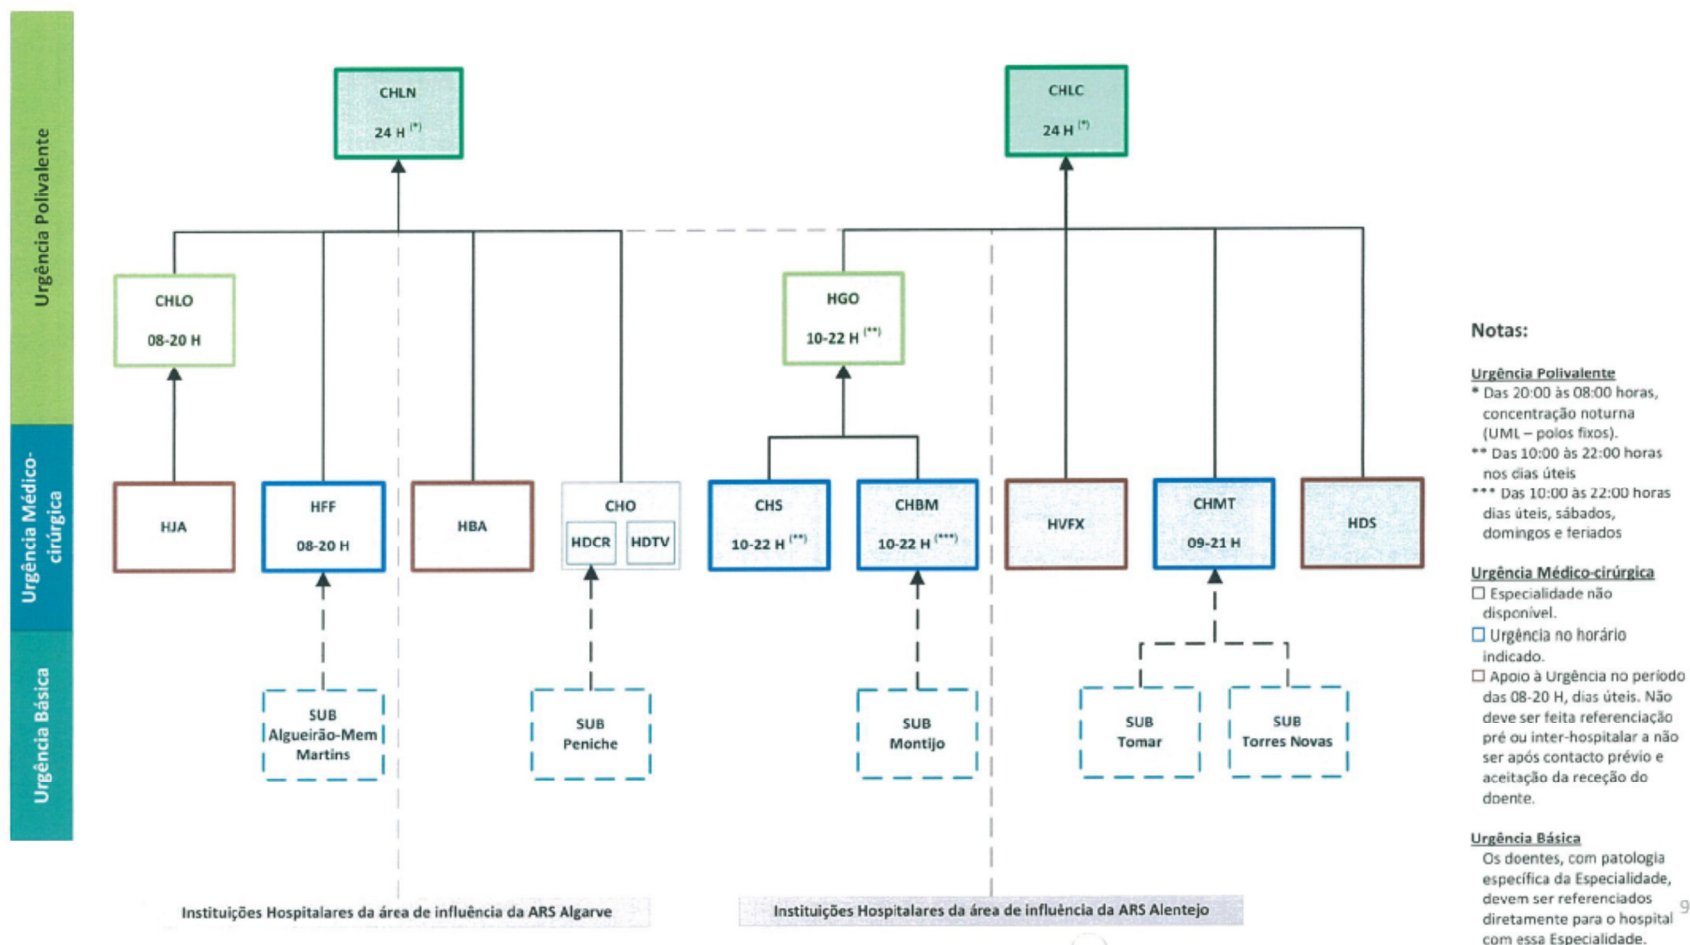 Urgência Polivalente
Urgência Médico-
cirúrgica
Urgência Básica
CHLN
24 H (*)
CHLC
24 H (*)
CHLO
08-20 H
HGO
10-22 H (**)
HJA
HFF
08-20 H
HBA
CHO
HDCR
HDTV
CHS
10-22 H (**)
CHBM
10-22 H (***)
HVFX
CHMT
09-21 H
HDS
SUB
Algueirão-Mem
Martins
SUB
Peniche
SUB
Montijo
SUB
Tomar
SUB
Torres Novas
Instituições Hospitalares da área de influência da ARS Algarve
Instituições Hospitalares da área de influência da ARS Alentejo
Notas:
Urgência Polivalente
* Das 20:00 às 08:00 horas,
concentração noturna
(UML – polos fixos).
** Das 10:00 às 22:00 horas
nos dias úteis
*** Das 10:00 às 22:00 horas
dias úteis, sábados,
domingos e feriados
Urgência Médico-cirúrgica
Especialidade não
disponível.
Urgência no horário
indicado.
Apoio à Urgência no período
das 08-20 H, dias úteis. Não
deve ser feita referenciação
pré ou inter-hospitalar a não
ser após contacto prévio e
aceitação da receção do
doente.
Urgência Básica
Os doentes, com patologia
específica da Especialidade,
devem ser referenciados
diretamente para o hospital
com essa Especialidade.
9